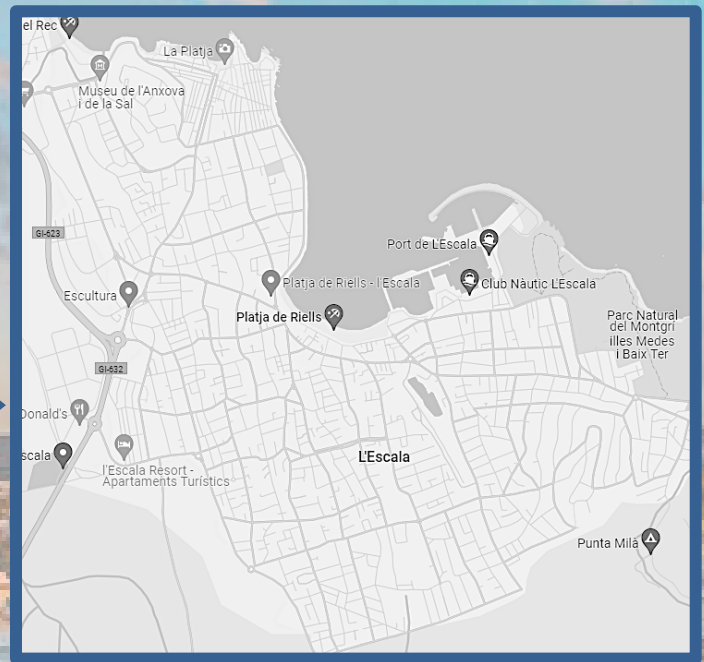 el Rec
La Platja
Museu de l'Anxova
i de la Sal
GI-623
Port de L'Escala
Platja de Riells - l'Escala
Club Nàutic L'Escala
Escultura
Platja de Riells
Parc Natural
del Montgrí
illes Medes
i Baix Ter
GI-632
Donald's
scala
L'Escala
l'Escala Resort -
Apartaments Turístics
Punta Milà